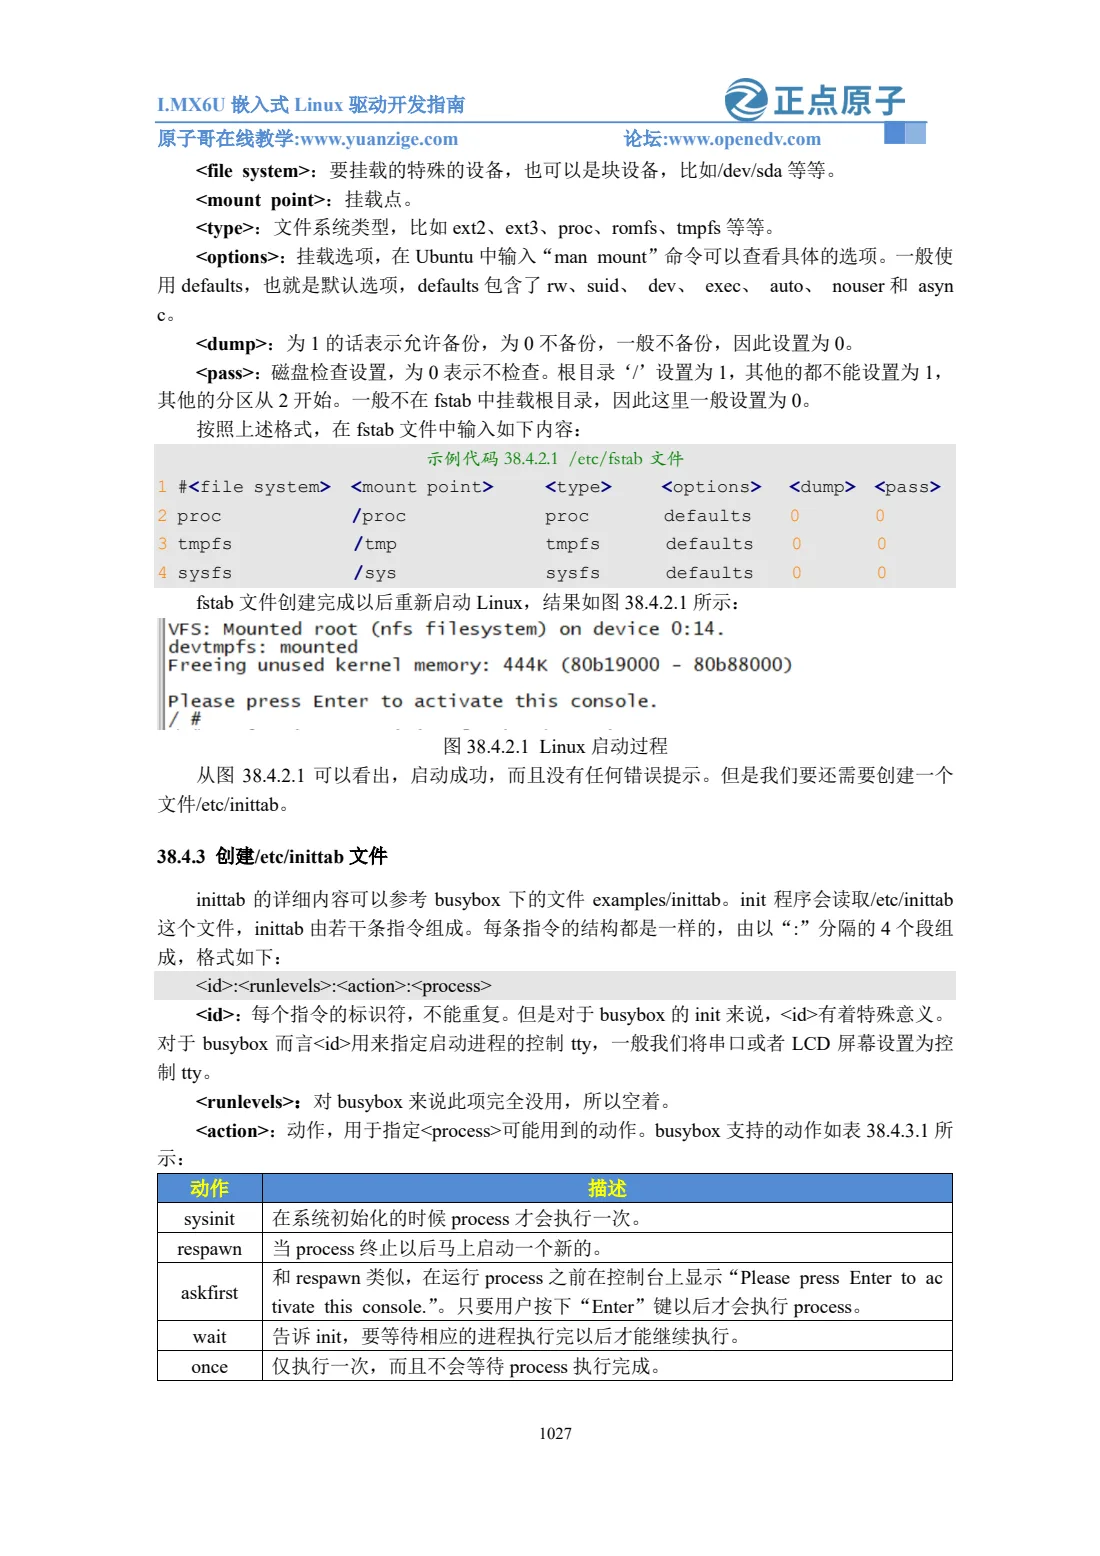 I.MX6U 嵌入式 Linux 驱动开发指南
正点原子
原子哥在线教学:www.yuanzige.com 论坛:www.openedv.com
<file system>：要挂载的特殊的设备，也可以是块设备，比如/dev/sda 等等。
<mount point>：挂载点。
<type>：文件系统类型，比如 ext2、ext3、proc、romfs、tmpfs 等等。
<options>：挂载选项，在 Ubuntu 中输入“man mount”命令可以查看具体的选项。一般使
用 defaults，也就是默认选项，defaults 包含了 rw、suid、 dev、 exec、 auto、 nouser 和 asyn
c。
<dump>：为 1 的话表示允许备份，为 0 不备份，一般不备份，因此设置为 0。
<pass>：磁盘检查设置，为 0 表示不检查。根目录‘/’设置为 1，其他的都不能设置为 1，
其他的分区从 2 开始。一般不在 fstab 中挂载根目录，因此这里一般设置为 0。
按照上述格式，在 fstab 文件中输入如下内容：
示例代码 38.4.2.1 /etc/fstab 文件
1 #<file system> <mount point> <type> <options> <dump> <pass>
2 proc /proc proc defaults 0 0
3 tmpfs /tmp tmpfs defaults 0 0
4 sysfs /sys sysfs defaults 0 0
fstab 文件创建完成以后重新启动 Linux，结果如图 38.4.2.1 所示：
VFS: Mounted root (nfs filesystem) on device 0:14.
devtmpfs: mounted
Freeing unused kernel memory: 444K (80b19000 - 80b88000)
Please press Enter to activate this console.
/ #
图 38.4.2.1 Linux 启动过程
从图 38.4.2.1 可以看出，启动成功，而且没有任何错误提示。但是我们要还需要创建一个
文件/etc/inittab。
38.4.3 创建/etc/inittab 文件
inittab 的详细内容可以参考 busybox 下的文件 examples/inittab。init 程序会读取/etc/inittab
这个文件，inittab 由若干条指令组成。每条指令的结构都是一样的，由以“:”分隔的 4 个段组
成，格式如下：
<id>:<runlevels>:<action>:<process>
<id>：每个指令的标识符，不能重复。但是对于 busybox 的 init 来说，<id>有着特殊意义。
对于 busybox 而言<id>用来指定启动进程的控制 tty，一般我们将串口或者 LCD 屏幕设置为控
制 tty。
<runlevels>：对 busybox 来说此项完全没用，所以空着。
<action>：动作，用于指定<process>可能用到的动作。busybox 支持的动作如表 38.4.3.1 所
示：
动作 描述
sysinit 在系统初始化的时候 process 才会执行一次。
respawn 当 process 终止以后马上启动一个新的。
askfirst 和 respawn 类似，在运行 process 之前在控制台上显示“Please press Enter to ac
tivate this console.”。只要用户按下“Enter”键以后才会执行 process。
wait 告诉 init，要等待相应的进程执行完以后才能继续执行。
once 仅执行一次，而且不会等待 process 执行完成。
1027